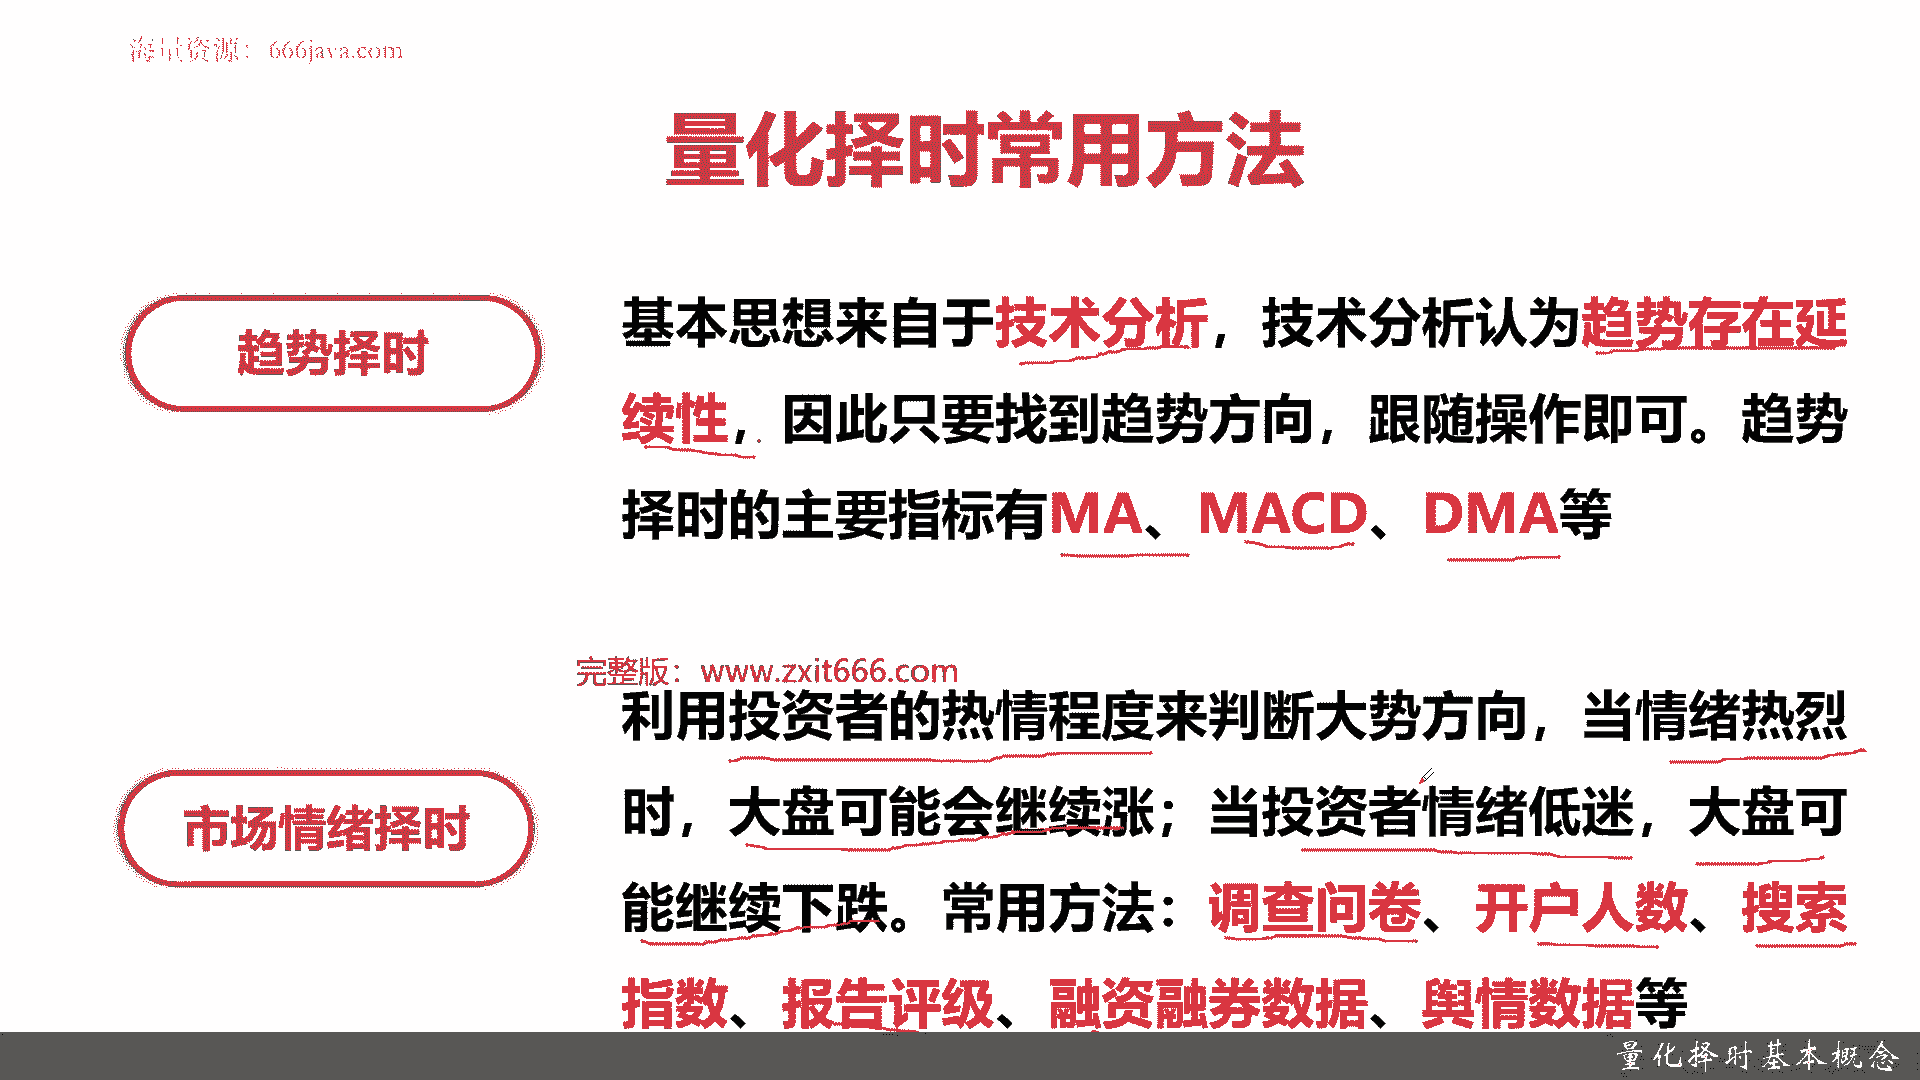 海量资源：666java.com
量化择时常用方法
趋势择时
基本思想来自于技术分析，技术分析认为趋势存在延
续性，因此只要找到趋势方向，跟随操作即可。趋势
择时的主要指标有MA、MACD、DMA等
完整版：www.zxit666.com
市场情绪择时
利用投资者的热情程度来判断大势方向，当情绪热烈
时，大盘可能会继续涨；当投资者情绪低迷，大盘可
能继续下跌。常用方法：调查问卷、开户人数、搜索
指数、报告评级、融资融券数据、舆情数据等
量化择时基本概念